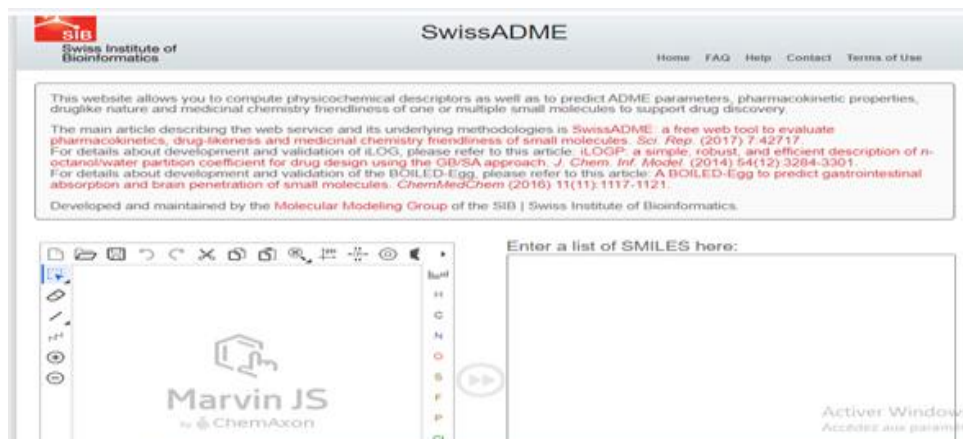 SIB
Swiss Institute of
Bioinformatics
SwissADME
Home FAQ Help Contact Terms of Use
This website allows you to compute physicochemical descriptors as well as to predict ADME parameters, pharmacokinetic properties,
druglike nature and medicinal chemistry friendliness of one or multiple small molecules to support drug discovery.
The main article describing the web service and its underlying methodologies is SwissADME: a free web tool to evaluate
pharmacokinetics, drug-likeness and medicinal chemistry friendliness of small molecules. Sci. Rep. (2017) 7:42717.
For details about development and validation of iLOG, please refer to this article: iLOGP: a simple, robust, and efficient description of n-
octanol/water partition coefficient for drug design using the GB/SA approach. J. Chem. Inf. Model. (2014) 54(12) 3284-3301.
For details about development and validation of the BOILED-Egg, please refer to this article: A BOILED-Egg to predict gastrointestinal
absorption and brain penetration of small molecules. ChemMedChem (2016) 11(11):1117-1121.
Developed and maintained by the Molecular Modeling Group of the SIB | Swiss Institute of Bioinformatics.
Enter a list of SMILES here:
H
C
N
O
S
F
P
Cl
Marvin JS
by ChemAxon
Activer Window
Accédez aux paramèt